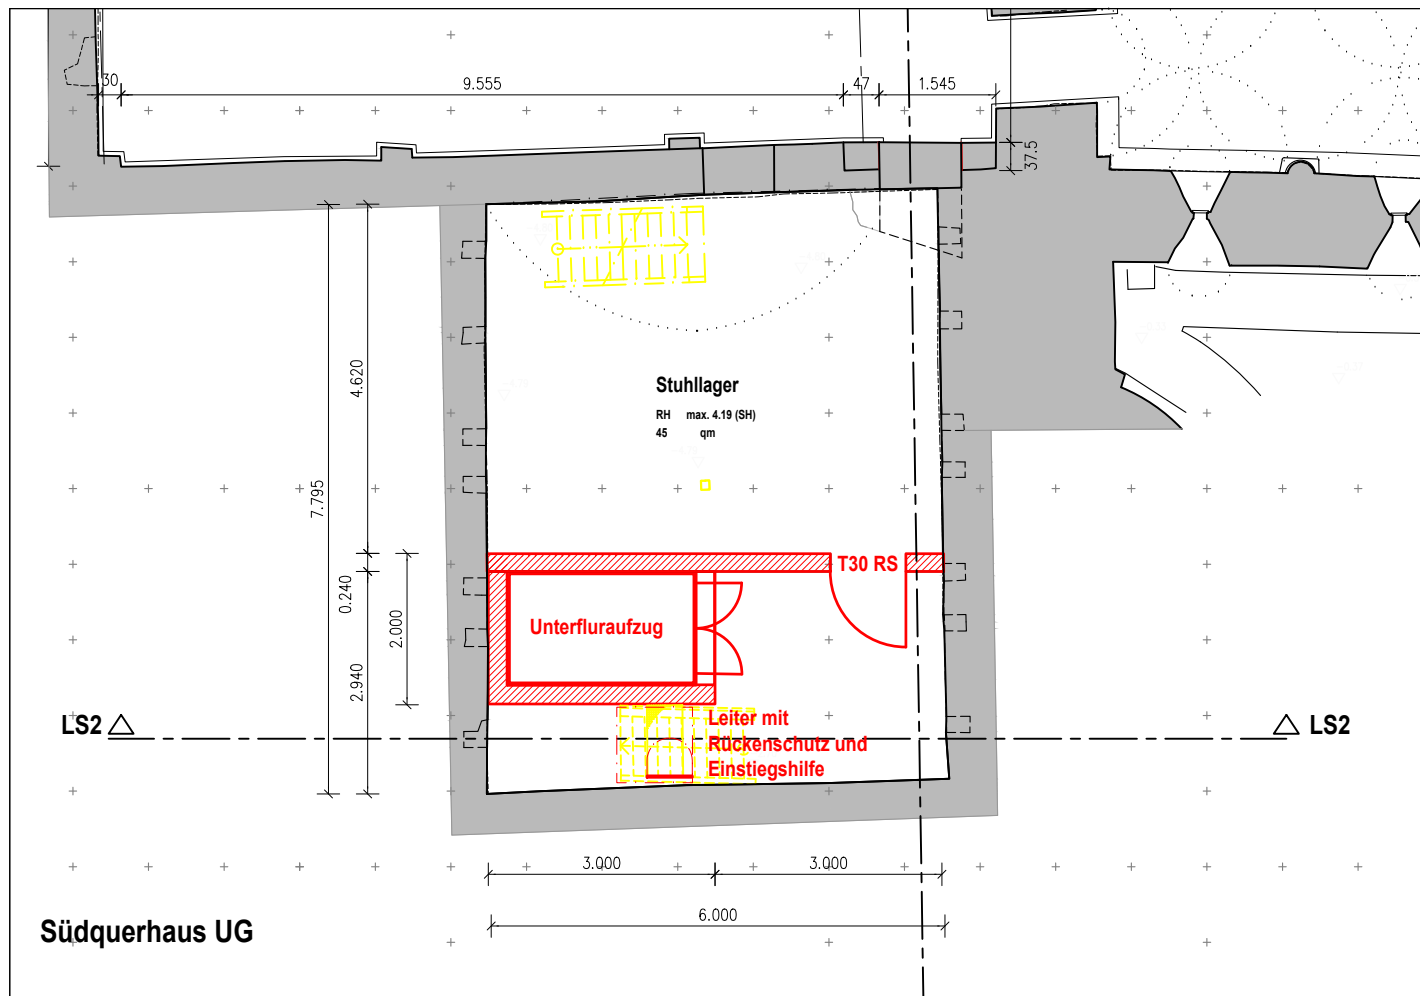 30
9.555
47
1.545
37.5
4.620
7.795
Stuhllager
RH max. 4.19 (SH)
45 qm
T30 RS
0.240
2.000
Unterfluraufzug
2.940
LS2
Leiter mit
Rückenschutz und
Einstiegshilfe
LS2
3.000
3.000
6.000
Südquerhaus UG